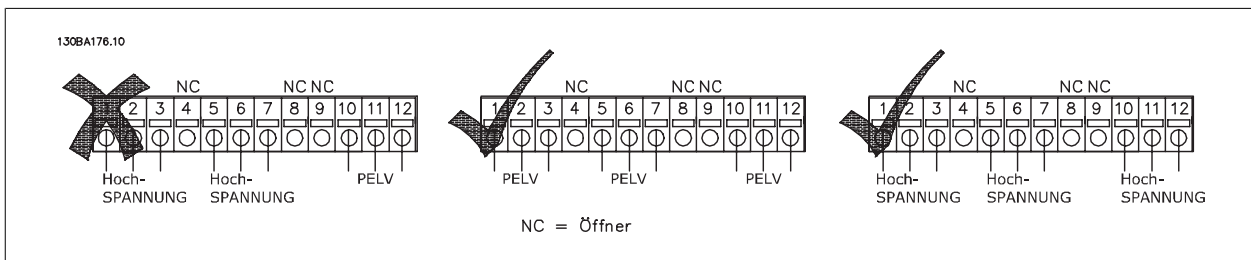 130BA176.10
NC NC NC
2 3 4 5 6 7 8 9 10 11 12
Hoch-
SPANNUNG
Hoch-
SPANNUNG
PELV
NC NC NC
1 2 3 4 5 6 7 8 9 10 11 12
PELV PELV PELV
NC NC NC
1 2 3 4 5 6 7 8 9 10 11 12
Hoch-
SPANNUNG
Hoch-
SPANNUNG
Hoch-
SPANNUNG
NC = Öffner